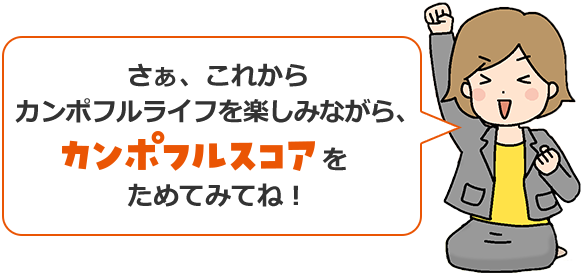 さぁ、これから
カンポフルライフを楽しみながら、
カンポフルスコアを
ためてみてね！